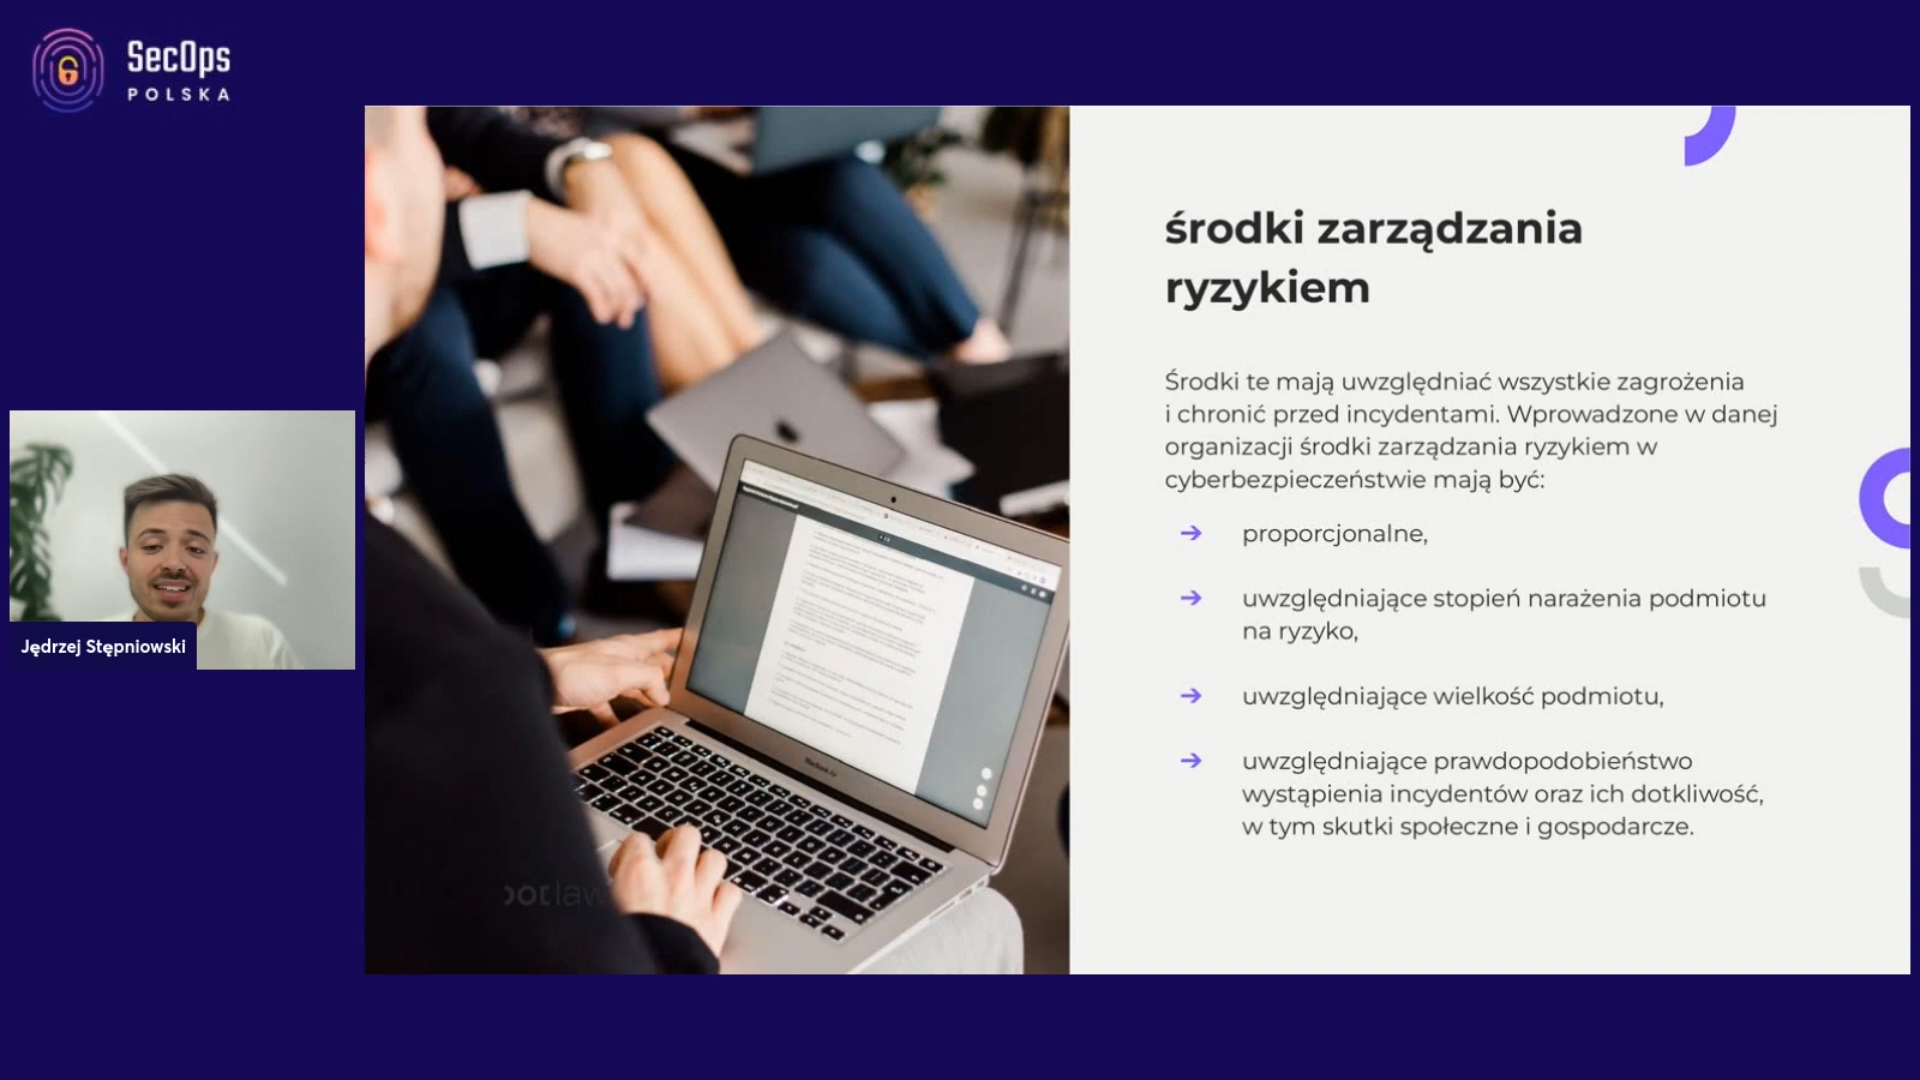 SecOps
POLSKA
środki zarządzania
ryzykiem
Środki te mają uwzględniać wszystkie zagrożenia
i chronić przed incydentami. Wprowadzone w danej
organizacji środki zarządzania ryzykiem w
cyberbezpieczeństwie mają być:
➔ proporcjonalne,
➔ uwzględniające stopień narażenia podmiotu
na ryzyko,
➔ uwzględniające wielkość podmiotu,
➔ uwzględniające prawdopodobieństwo
wystąpienia incydentów oraz ich dotkliwość,
w tym skutki społeczne i gospodarcze.
Jędrzej Stępniowski